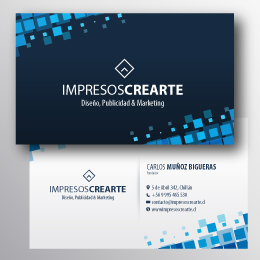 IMPRESOSCREARTE
Diseño, Publicidad & Marketing
IMPRESOSCREARTE
Diseño, Publicidad & Marketing
CARLOS MUÑOZ BIGUERAS
5 de Abril 342, Chillán
+ 56 9 995 465 530
contacto@impresoscrearte.cl
www.impresoscrearte.cl